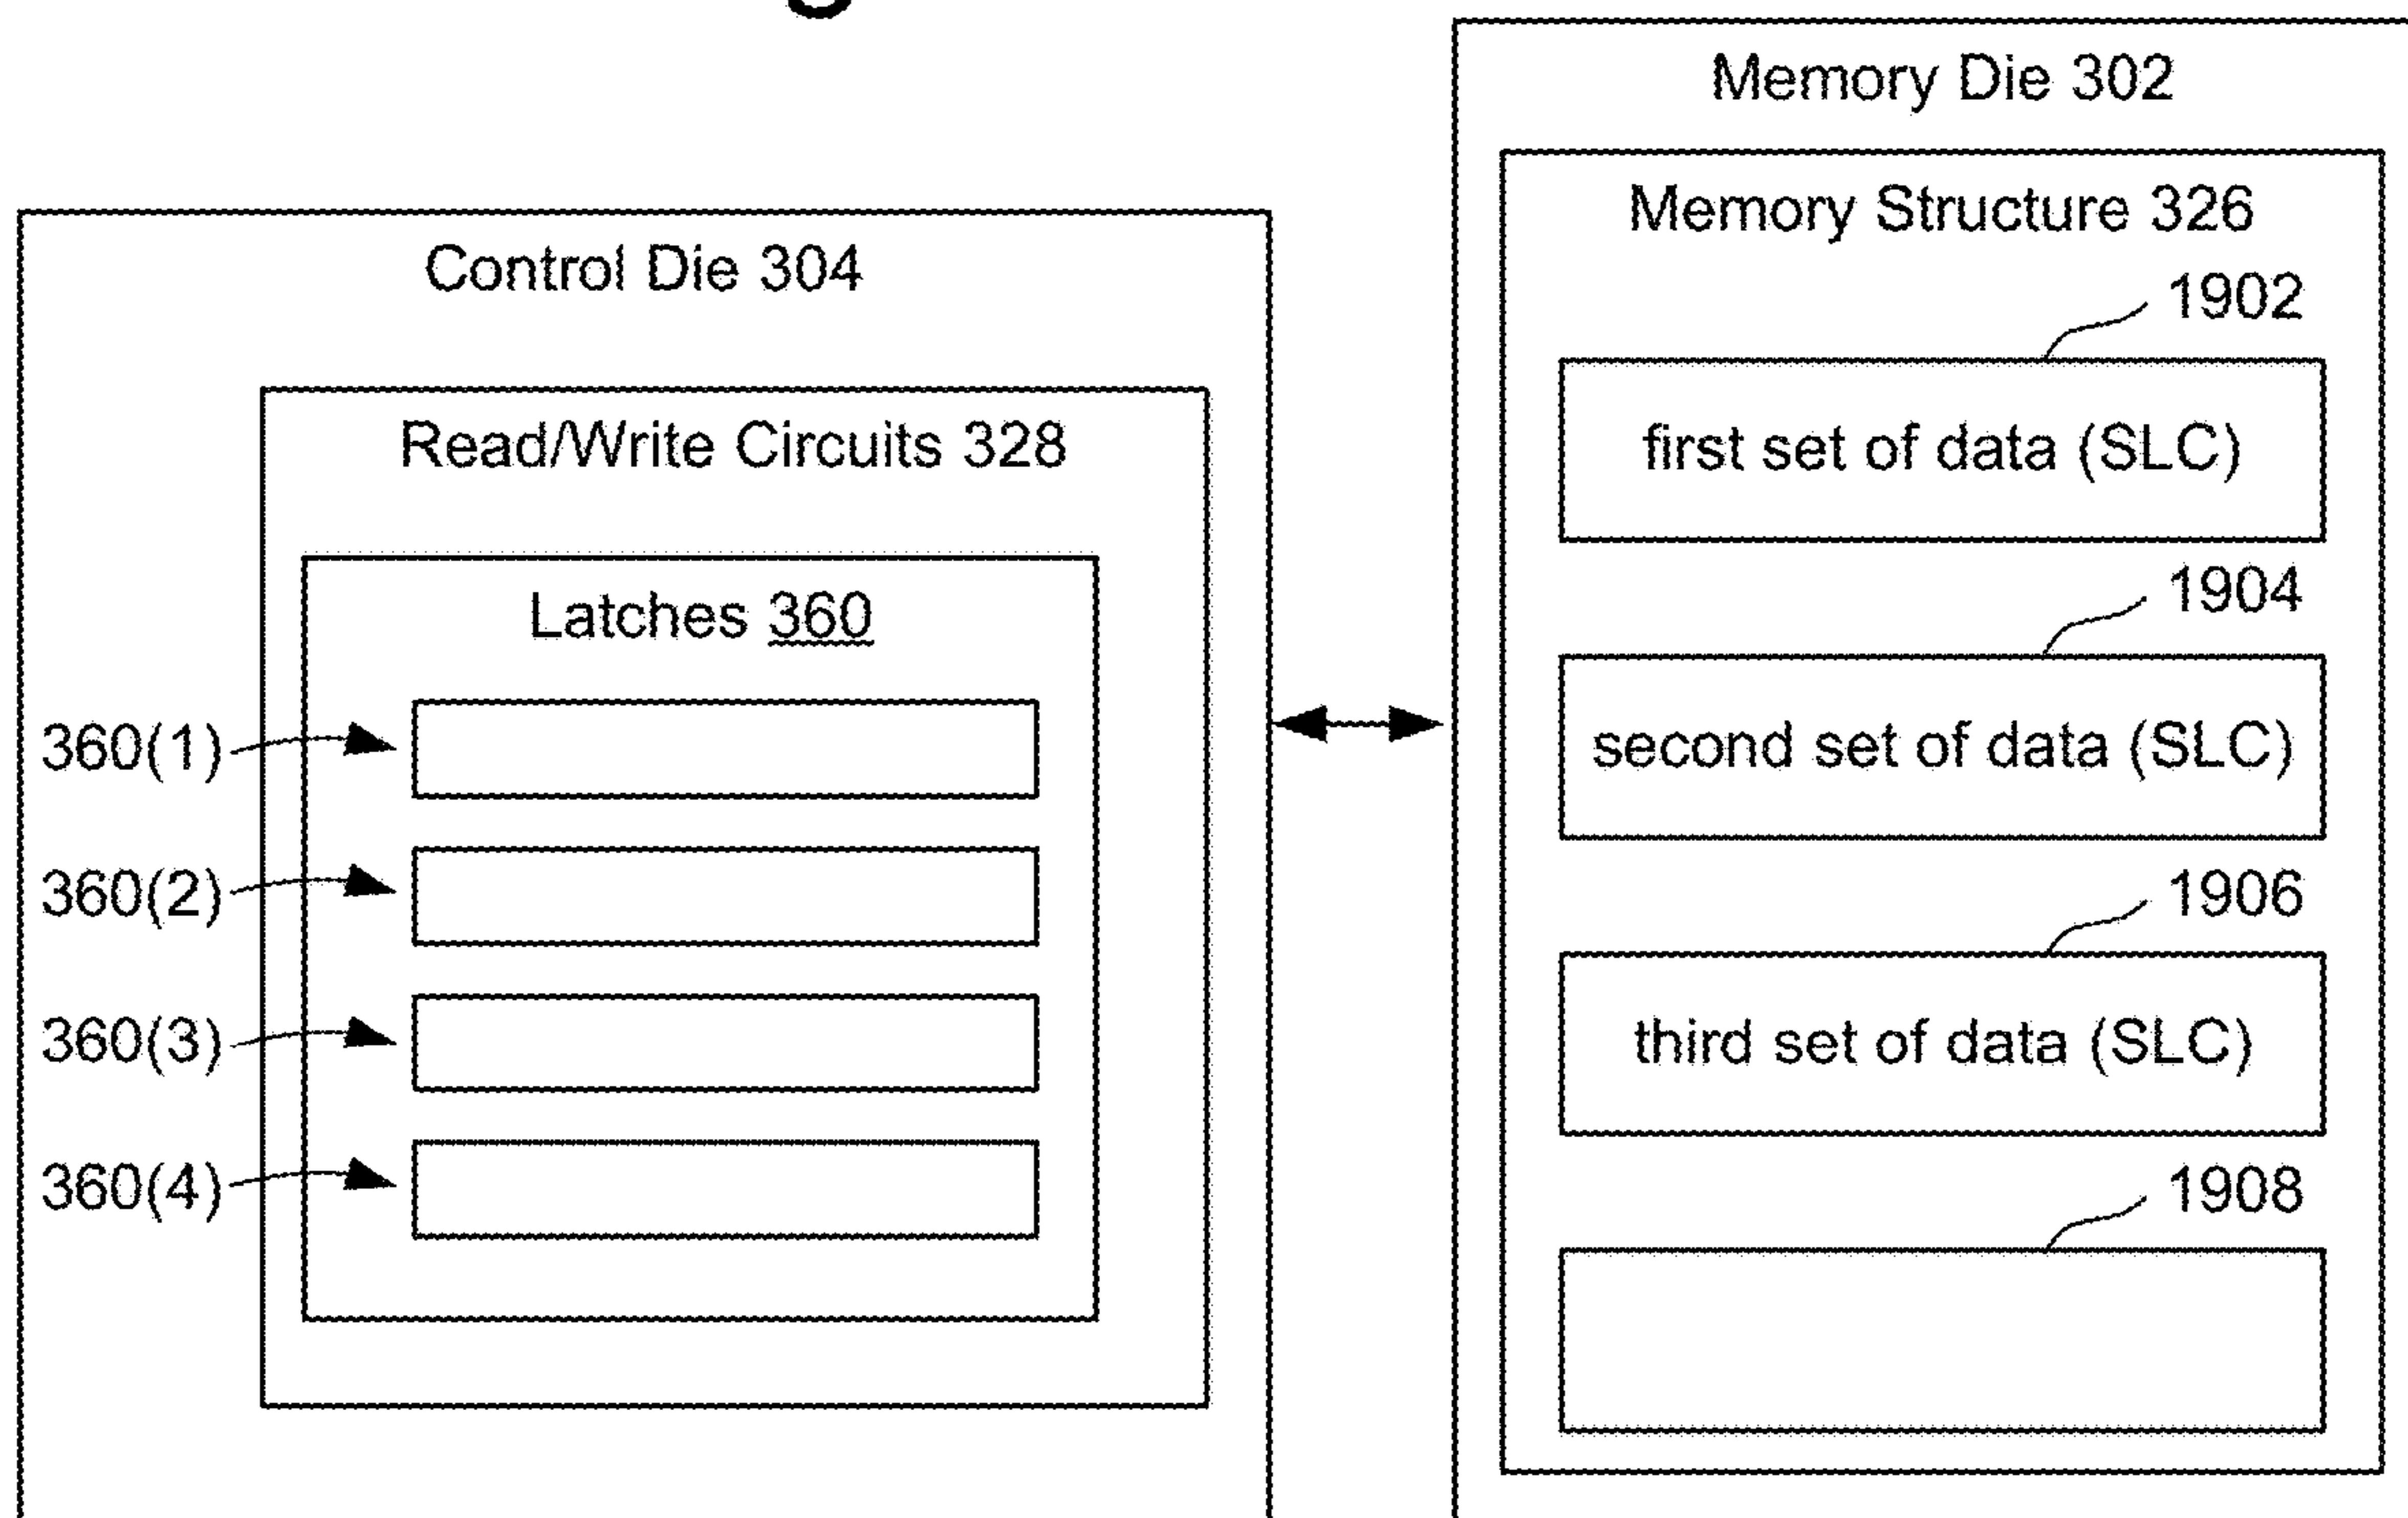 Control Die 304
Read/Write Circuits 328
Latches 360
360(1)
360(2)
360(3)
360(4)
Memory Die 302
Memory Structure 326
1902
first set of data (SLC)
1904
second set of data (SLC)
1906
third set of data (SLC)
1908